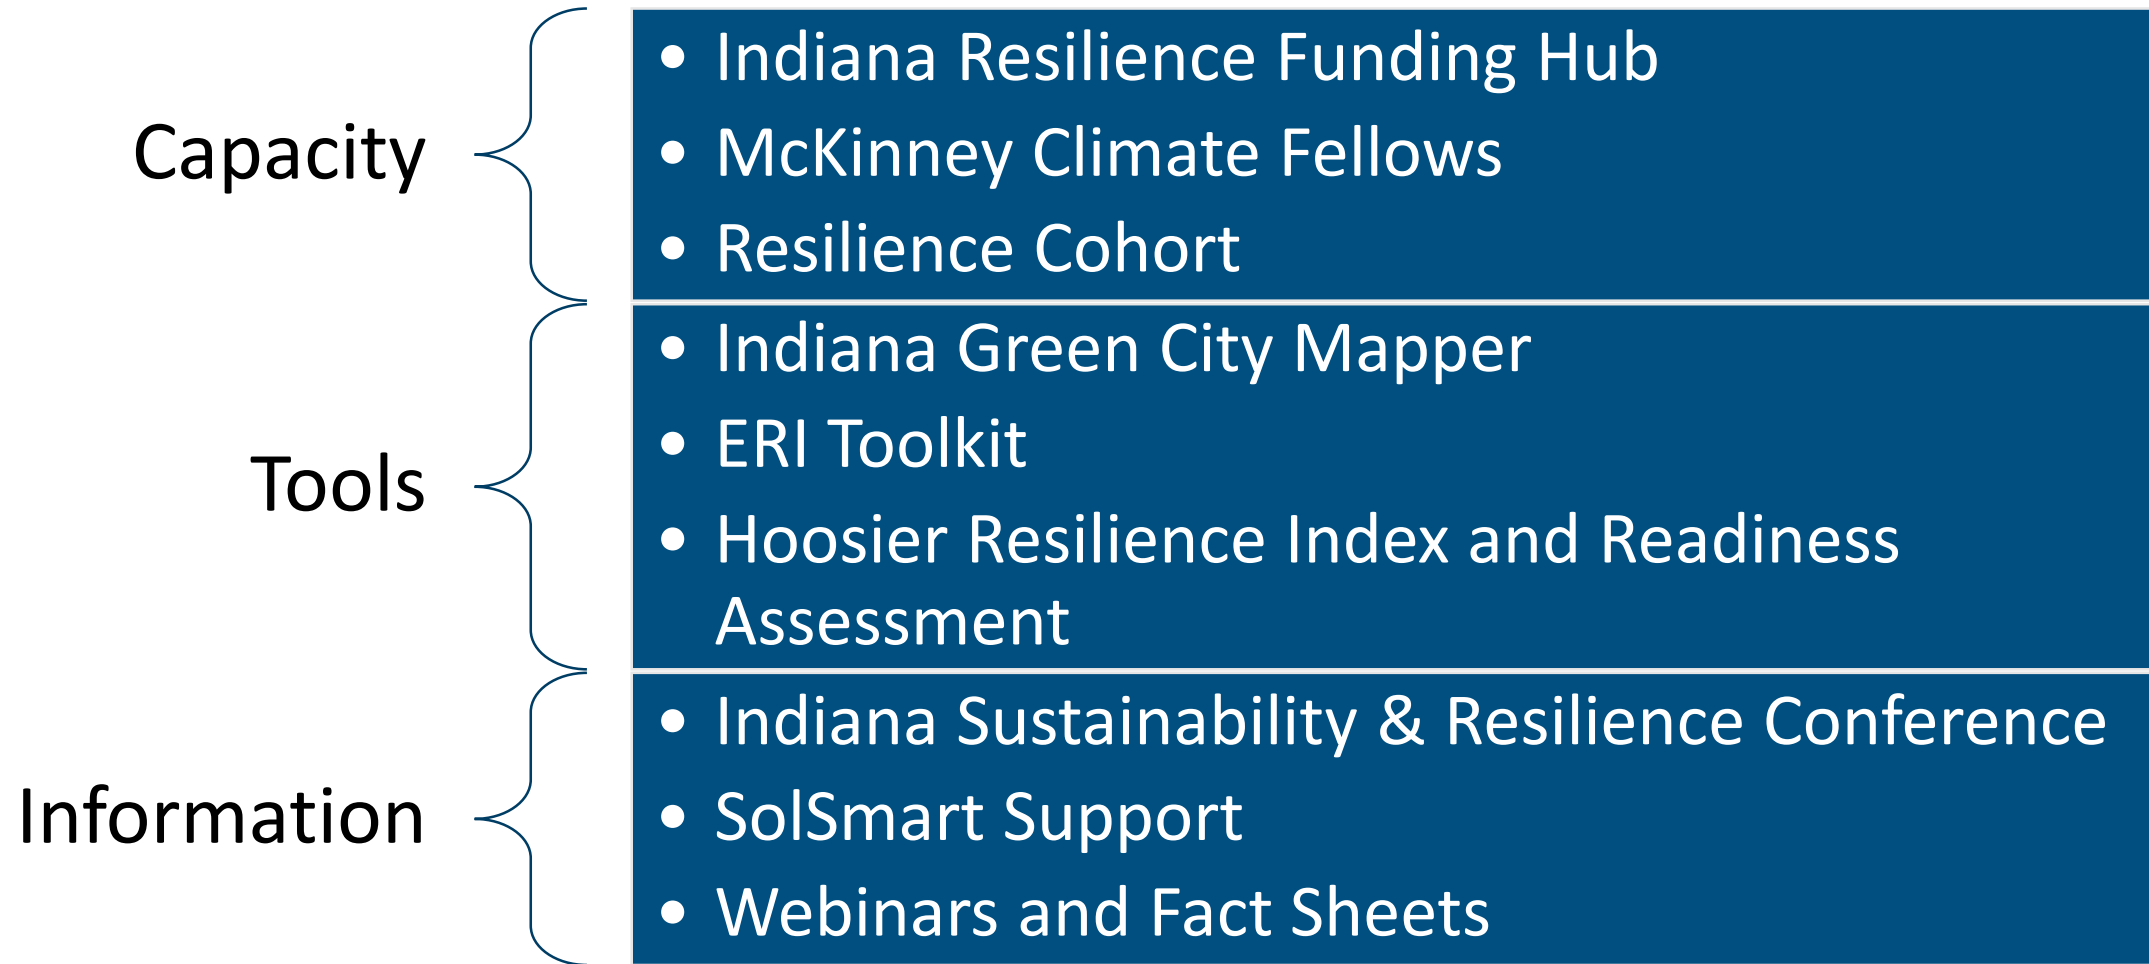 Capacity
• Indiana Resilience Funding Hub
• McKinney Climate Fellows
• Resilience Cohort
Tools
• Indiana Green City Mapper
• ERI Toolkit
• Hoosier Resilience Index and Readiness
Assessment
Information
• Indiana Sustainability & Resilience Conference
• SolSmart Support
• Webinars and Fact Sheets